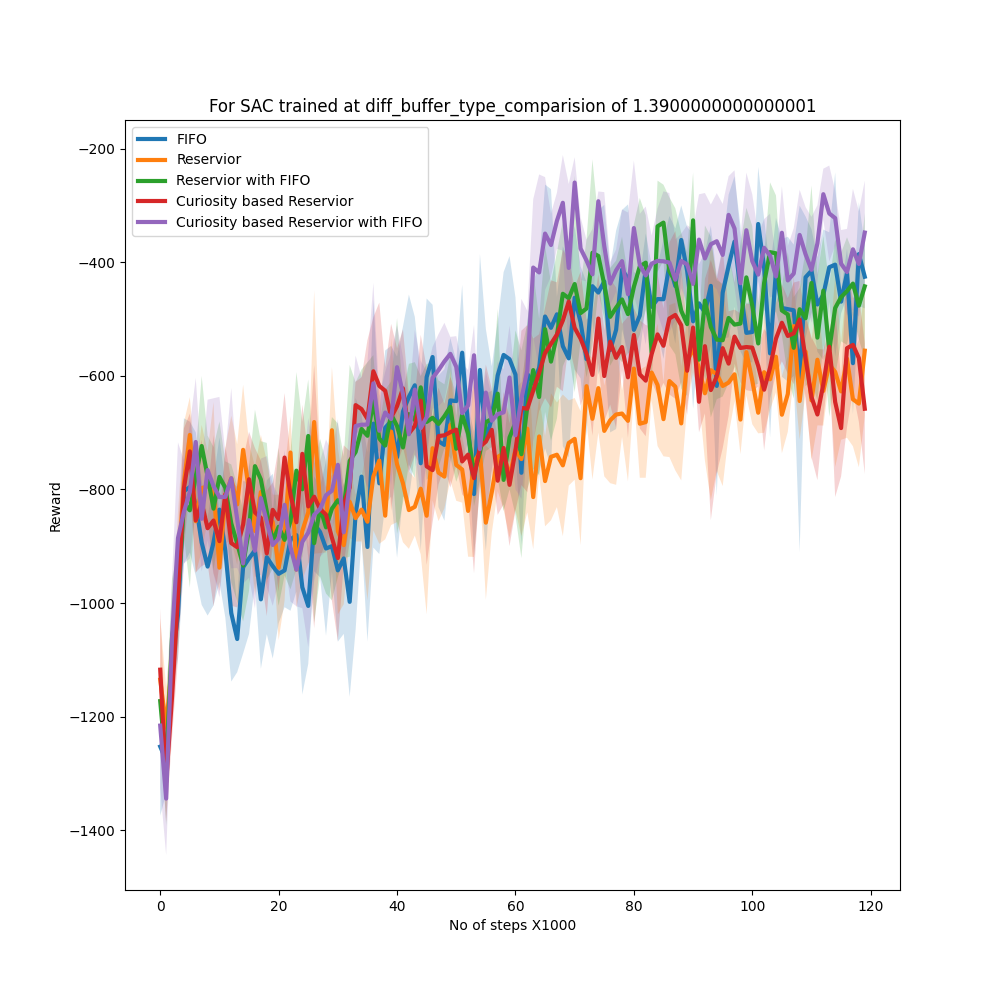 For SAC trained at diff_buffer_type_comparision of 1.3900000000000001
FIFO
Reservior
Reservior with FIFO
Curiosity based Reservior
Curiosity based Reservior with FIFO
−200
−400
−600
−800
−1000
−1200
−1400
Reward
0 20 40 60 80 100 120
No of steps X1000